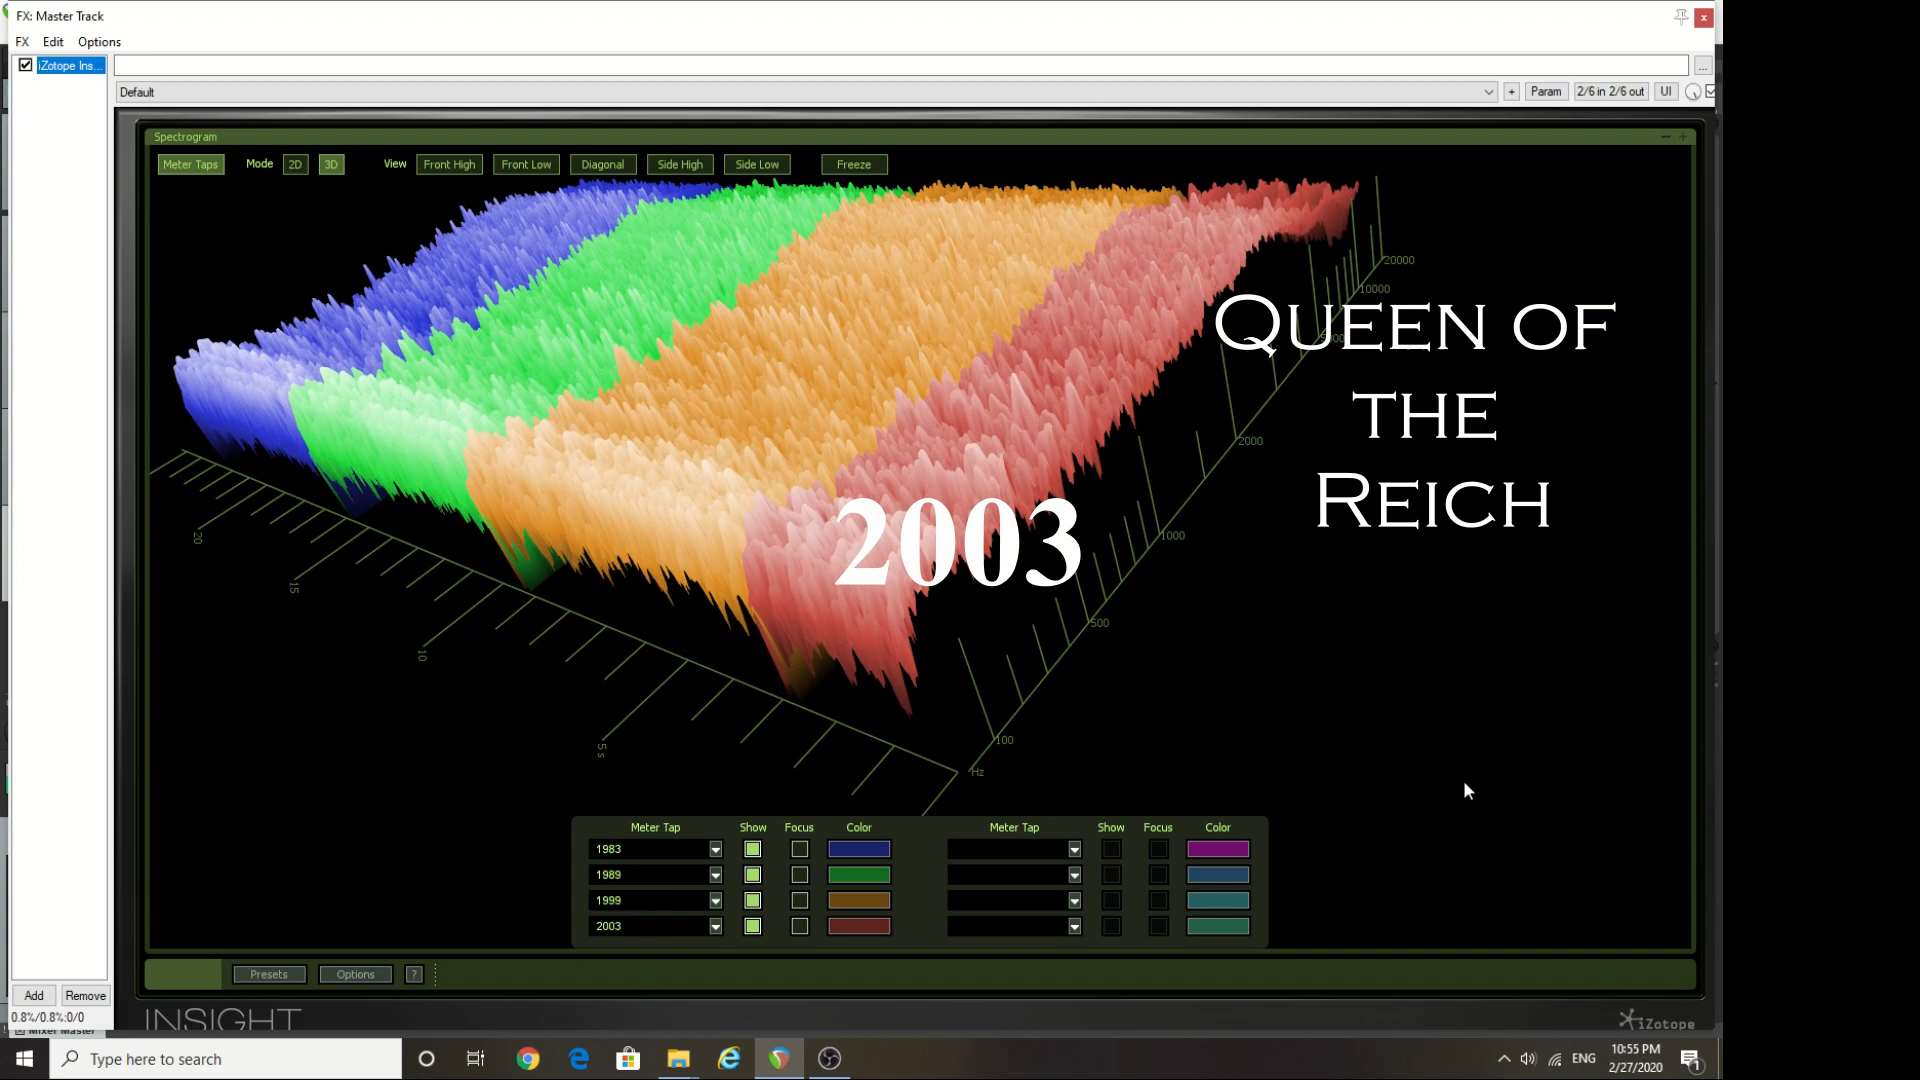 FX: Master Track
FX Edit Options
iZotope Ins...
...
Default
+ Param 2/6 in 2/6 out UI
Spectrogram
Meter Taps Mode 2D 3D View Front High Front Low Diagonal Side High Side Low Freeze
20000
10000
5000
2000
1000
500
100
Hz
20
15
10
5 s
Queen of
the
Reich
2003
Meter Tap Show Focus Color Meter Tap Show Focus Color
1983
1989
1999
2003
Presets Options ?
Add Remove
0.8%/0.8%:0/0
Mixer Master
INSIGHT
iZotope
Type here to search
ENG
10:55 PM
2/27/2020
1